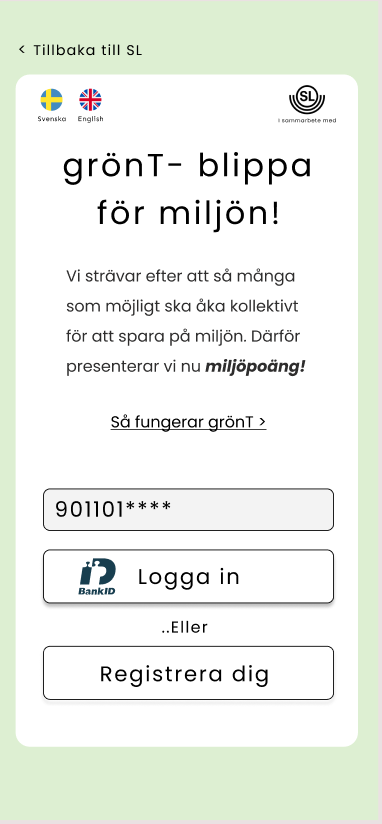 < Tillbaka till SL
Svenska English
SL
I sammarbete med
grönT- blippa
för miljön!
Vi strävar efter att så många
som möjligt ska åka kollektivt
för att spara på miljön. Därför
presenterar vi nu miljöpoäng!
Så fungerar grönT >
901101****
BankID Logga in
..Eller
Registrera dig